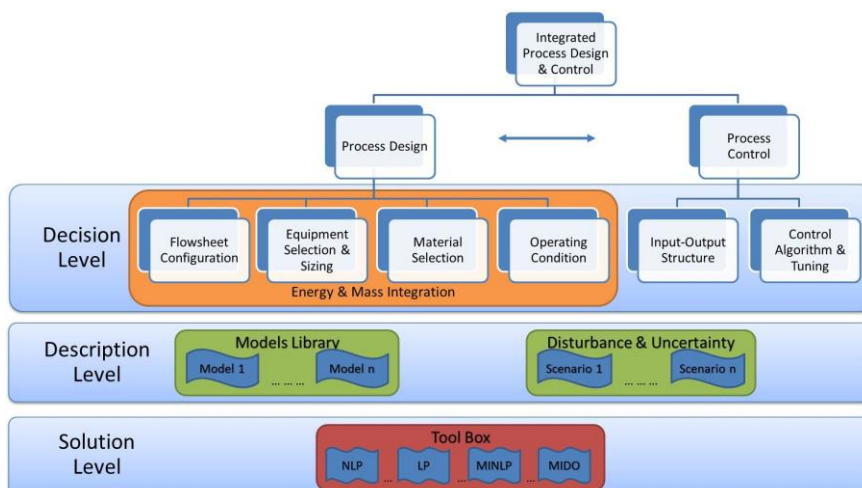 Integrated
Process Design
& Control
Process Design
Process
Control
Decision
Level
Flowsheet
Configuration
Equipment
Selection &
Sizing
Material
Selection
Operating
Condition
Input-Output
Structure
Control
Algorithm &
Tuning
Energy & Mass Integration
Description
Level
Models Library
Model 1
... ... ...
Model n
Disturbance & Uncertainty
Scenario 1
... ... ...
Scenario n
Solution
Level
Tool Box
NLP
...
LP
...
MINLP
...
MIDO